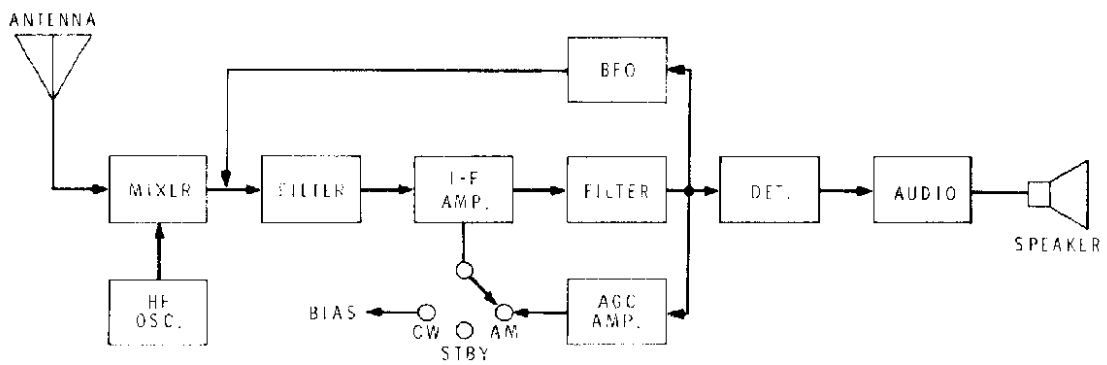 ANTENNA
BFO
MIXER
FILTER
I-F
AMP.
FILTER
DET.
AUDIO
SPEAKER
HF
OSC.
BIAS
CW
STBY
AM
AGC
AMP.